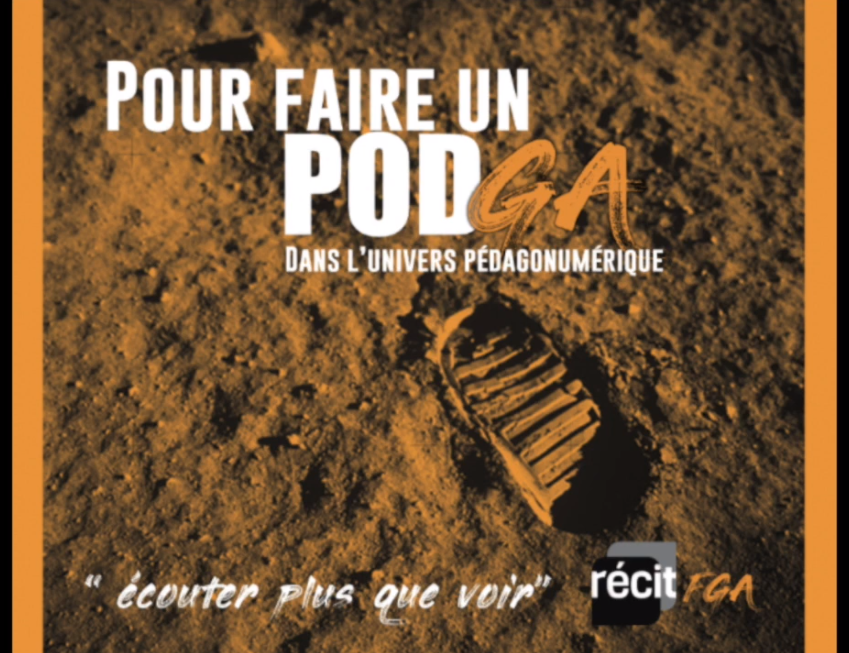 POUR FAIRE UN
PODGA
DANS L'UNIVERS PÉDAGONUMÉRIQUE
“ écouter plus que voir”
récit FGA